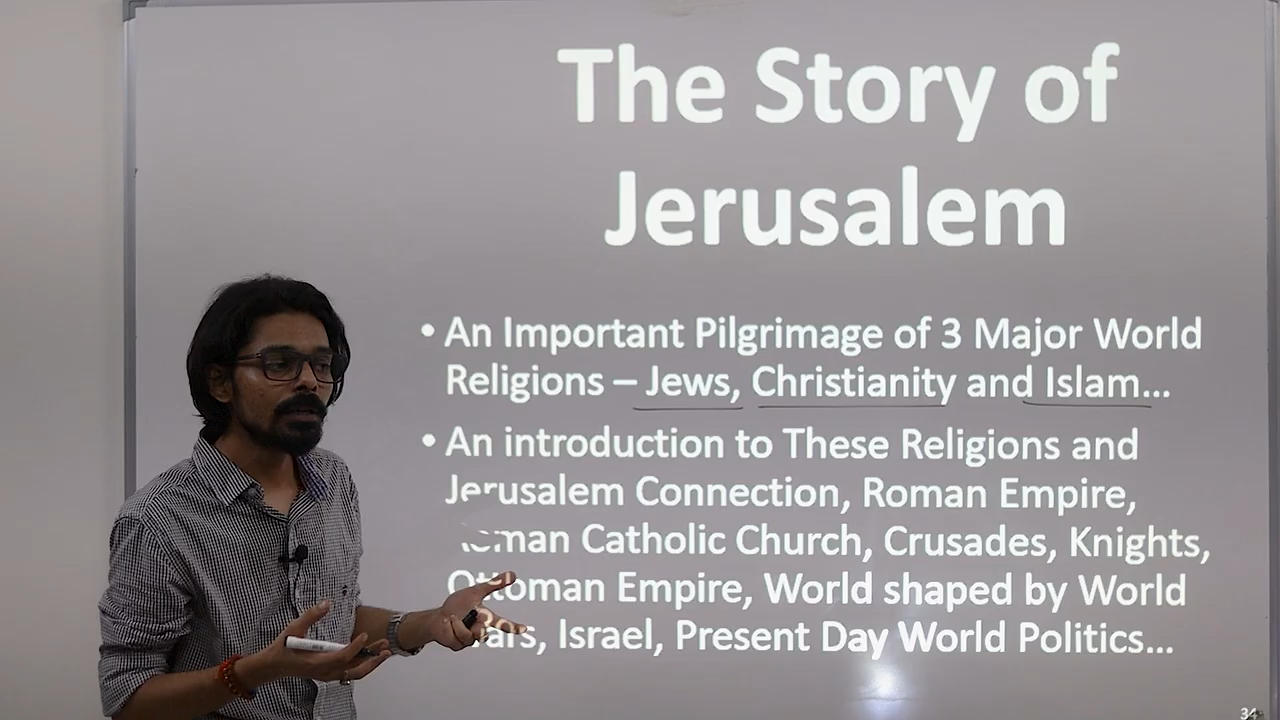 The Story of
Jerusalem
• An Important Pilgrimage of 3 Major World
Religions – Jews, Christianity and Islam...
• An introduction to These Religions and
Jerusalem Connection, Roman Empire,
Roman Catholic Church, Crusades, Knights,
Ottoman Empire, World shaped by World
Wars, Israel, Present Day World Politics...
34